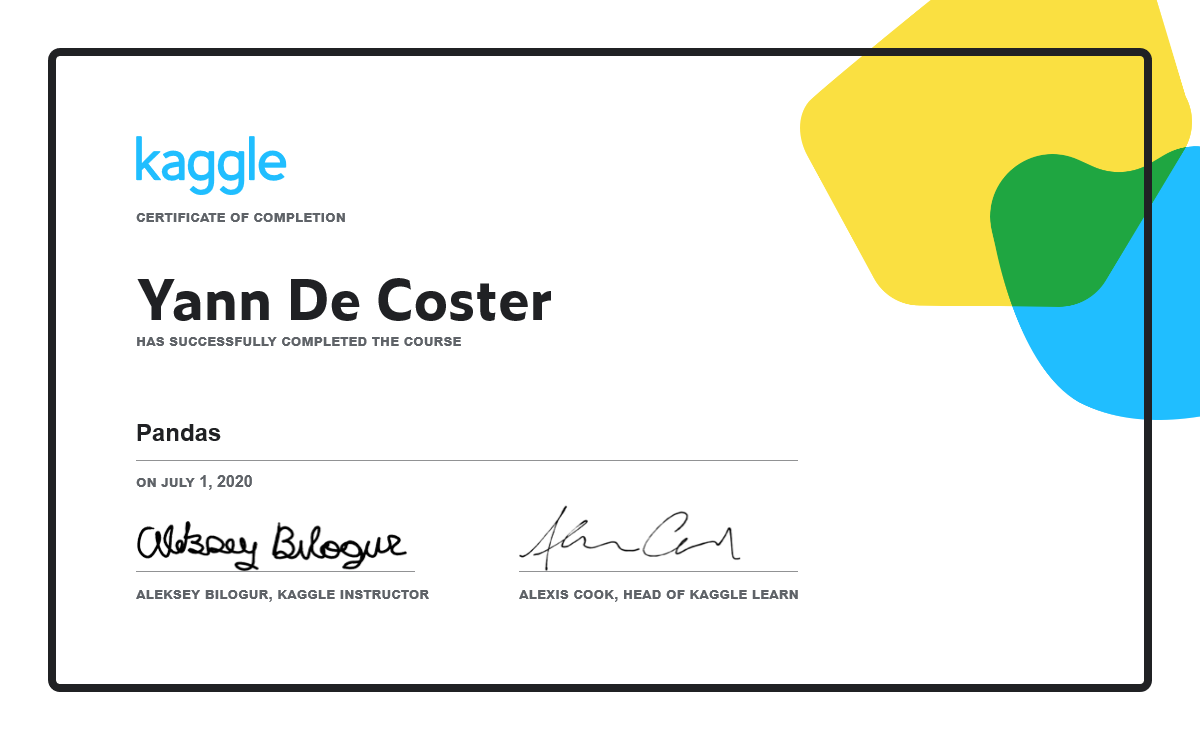 kaggle
CERTIFICATE OF COMPLETION
Yann De Coster
HAS SUCCESSFULLY COMPLETED THE COURSE
Pandas
ON JULY 1, 2020
Aleksey Bilogur
ALEKSEY BILOGUR, KAGGLE INSTRUCTOR
ALEXIS COOK, HEAD OF KAGGLE LEARN